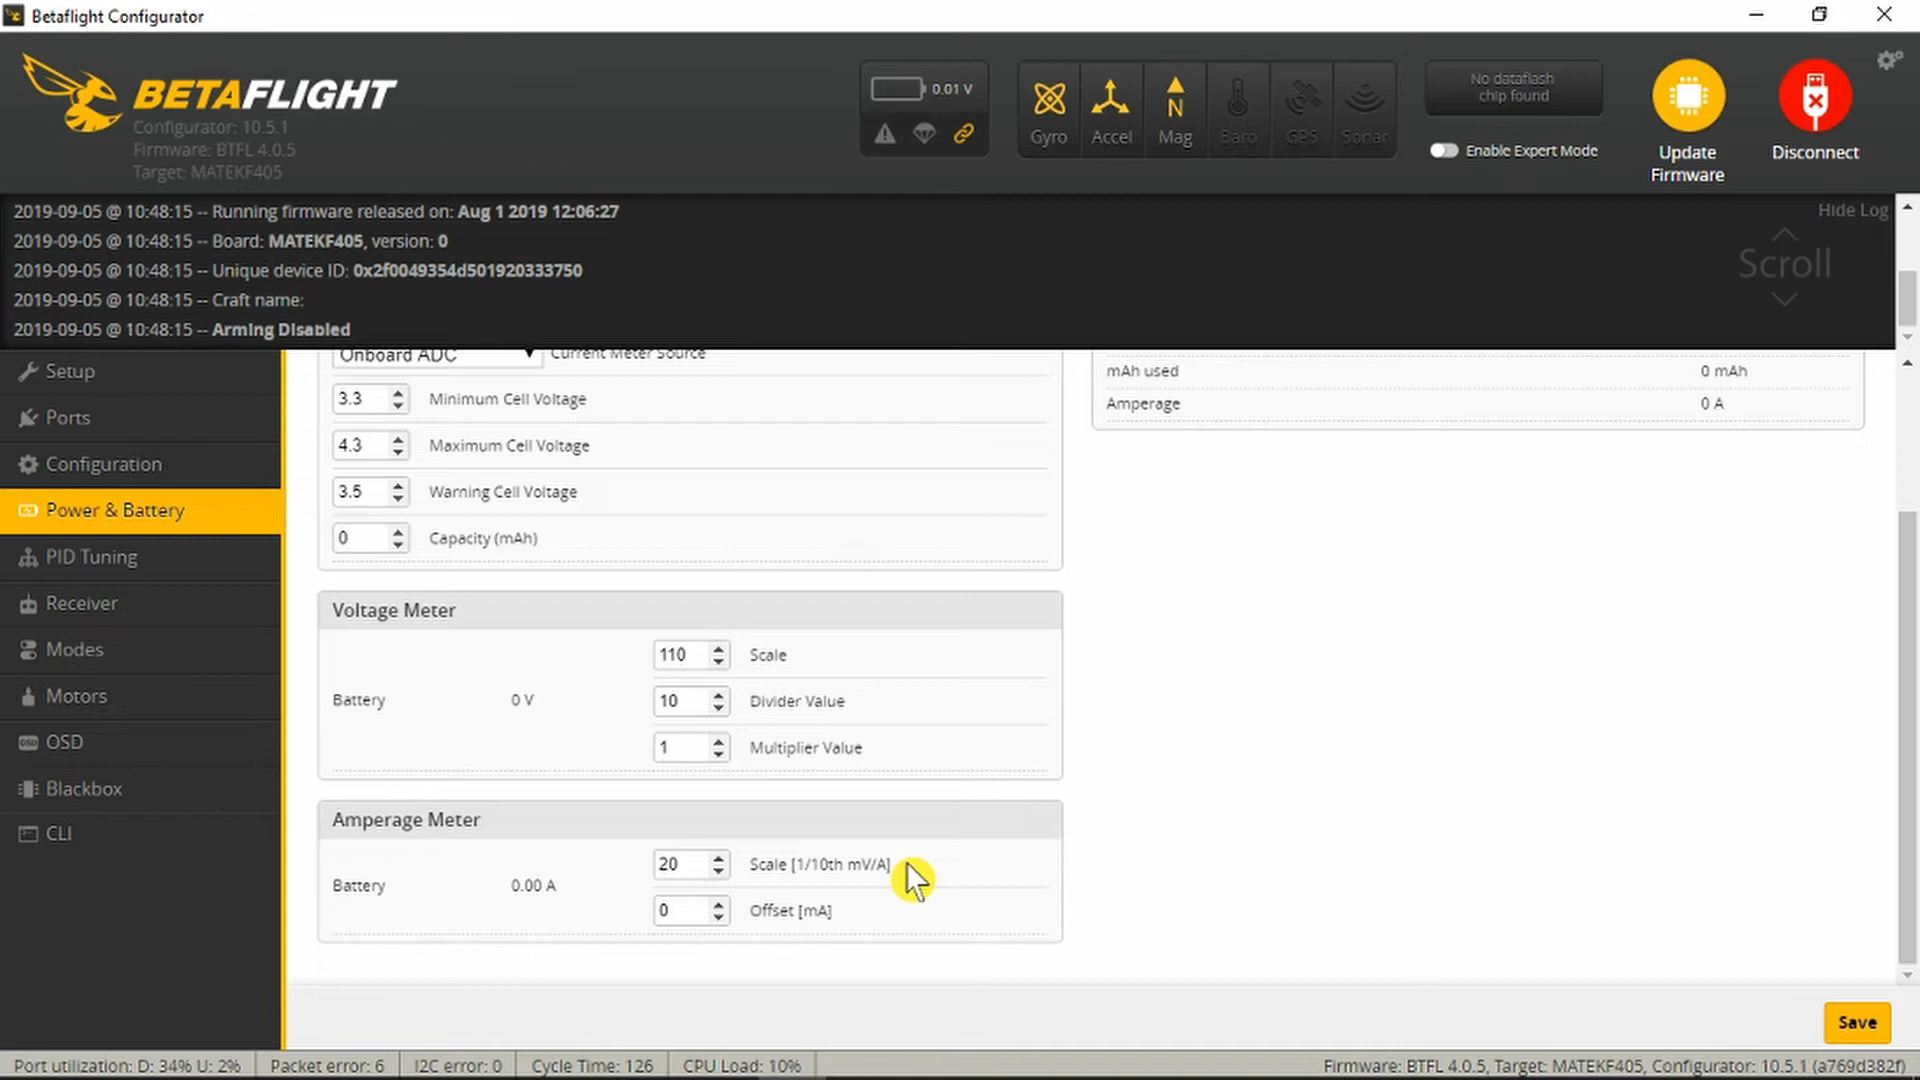 Betaflight Configurator
BETAFLIGHT
Configurator: 10.5.1
Firmware: BTFL 4.0.5
Target: MATEKF405
0.01 V
Gyro
Accel
N
Mag
Baro
GPS
Sonar
No dataflash
chip found
Enable Expert Mode
Update
Firmware
Disconnect
2019-09-05 @ 10:48:15 -- Running firmware released on: Aug 1 2019 12:06:27
2019-09-05 @ 10:48:15 -- Board: MATEKF405, version: 0
2019-09-05 @ 10:48:15 -- Unique device ID: 0x2f0049354d501920333750
2019-09-05 @ 10:48:15 -- Craft name:
2019-09-05 @ 10:48:15 -- Arming Disabled
Hide Log
Scroll
Setup
Ports
Configuration
Power & Battery
PID Tuning
Receiver
Modes
Motors
OSD
Blackbox
CLI
Onboard ADC Current Meter Source
3.3 Minimum Cell Voltage
4.3 Maximum Cell Voltage
3.5 Warning Cell Voltage
0 Capacity (mAh)
mAh used 0 mAh
Amperage 0 A
Voltage Meter
110 Scale
Battery 0 V 10 Divider Value
1 Multiplier Value
Amperage Meter
20 Scale [1/10th mV/A]
Battery 0.00 A
0 Offset [mA]
Save
Port utilization: D: 34% U: 2% Packet error: 6 I2C error: 0 Cycle Time: 126 CPU Load: 10% Firmware: BTFL 4.0.5, Target: MATEKF405, Configurator: 10.5.1 (a769d382f)